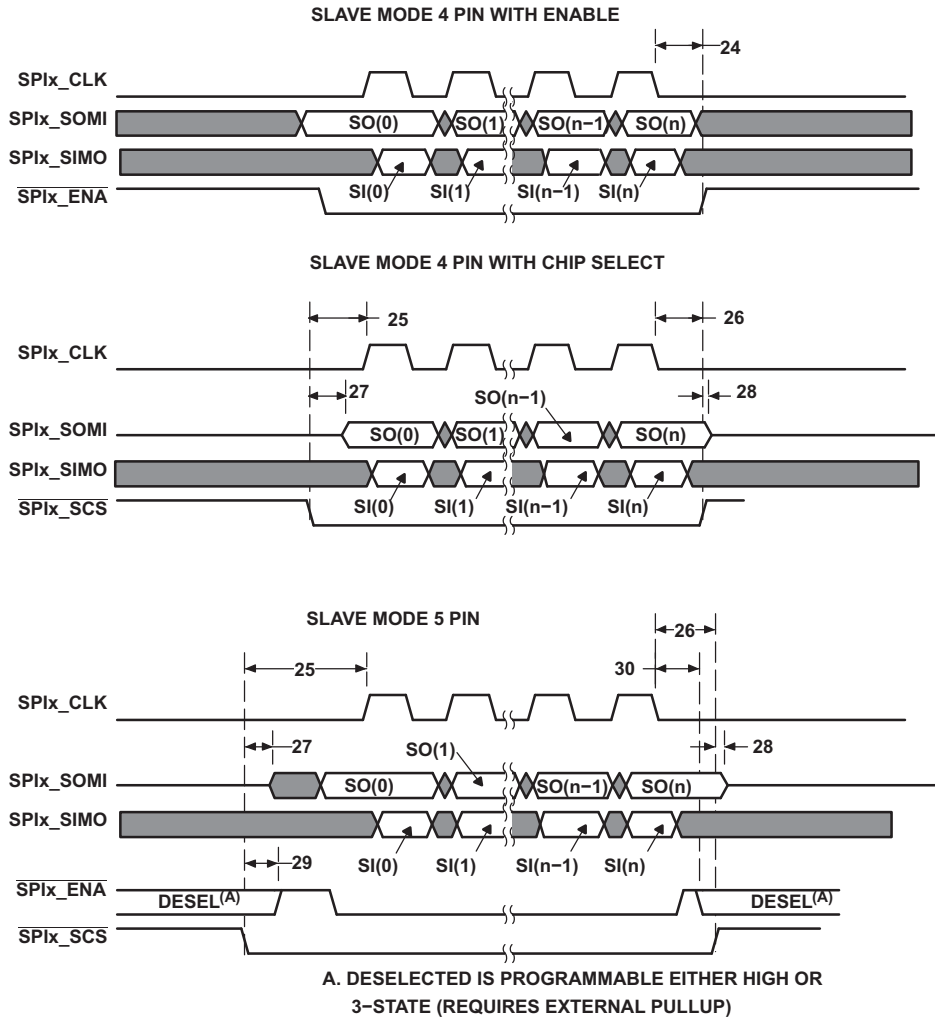 SLAVE MODE 4 PIN WITH ENABLE
24
SPIx_CLK
SPIx_SOMI
SO(0) SO(1) SO(n−1 SO(n)
SPIx_SIMO
SPIx_ENA
SI(0) SI(1) SI(n−1) SI(n)
SLAVE MODE 4 PIN WITH CHIP SELECT
25 26
SPIx_CLK
27 SO(n−1) 28
SPIx_SOMI
SO(0) SO(1) SO(n)
SPIx_SIMO
SPIx_SCS
SI(0) SI(1) SI(n−1) SI(n)
SLAVE MODE 5 PIN
26
25 30
SPIx_CLK
27 SO(1) 28
SPIx_SOMI
SO(0) SO(n−1) SO(n)
SPIx_SIMO
29 SI(0) SI(1) SI(n−1) SI(n)
SPIx_ENA
DESEL(A) DESEL(A)
SPIx_SCS
A. DESELECTED IS PROGRAMMABLE EITHER HIGH OR
3−STATE (REQUIRES EXTERNAL PULLUP)